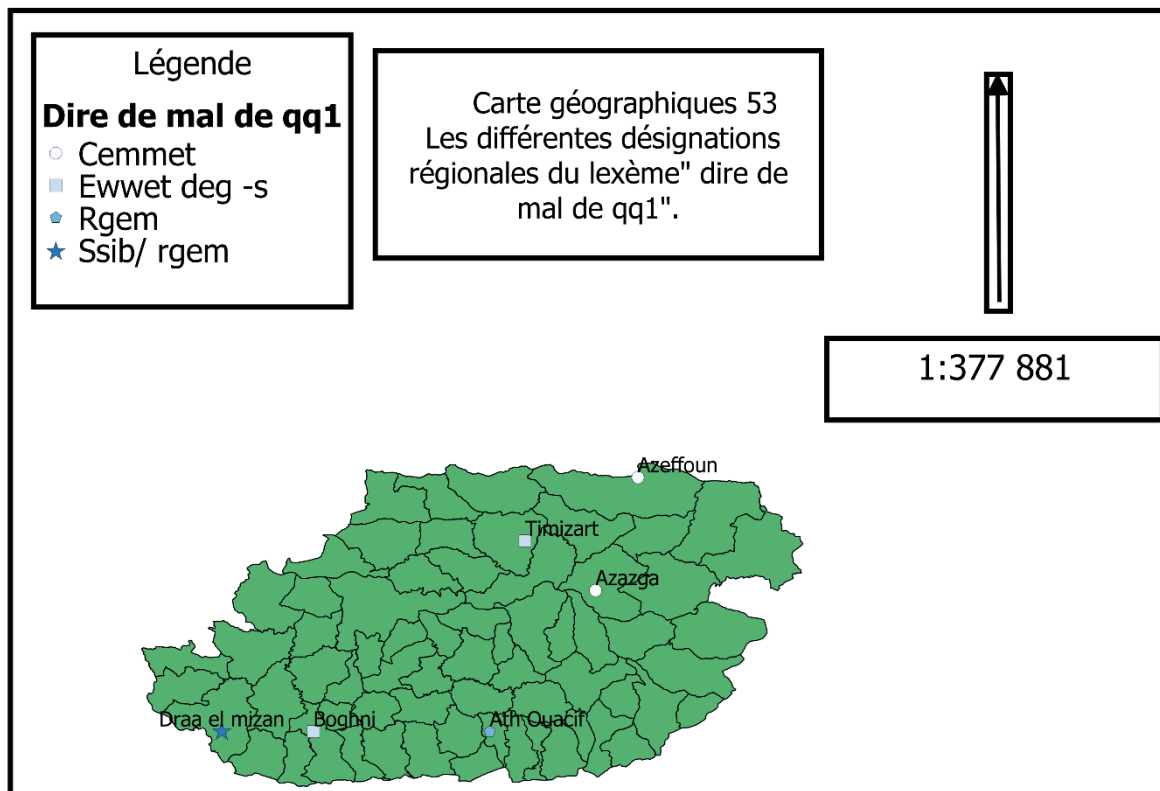 Légende
Dire de mal de qq1
Cemmet
Ewwet deg -s
Rgem
Ssib/ rgem
Carte géographiques 53
Les différentes désignations
régionales du lexème" dire de
mal de qq1".
1:377 881
Azeffoun
Timizart
Azazga
Draa el mizan
Boghni
Ath Ouacif